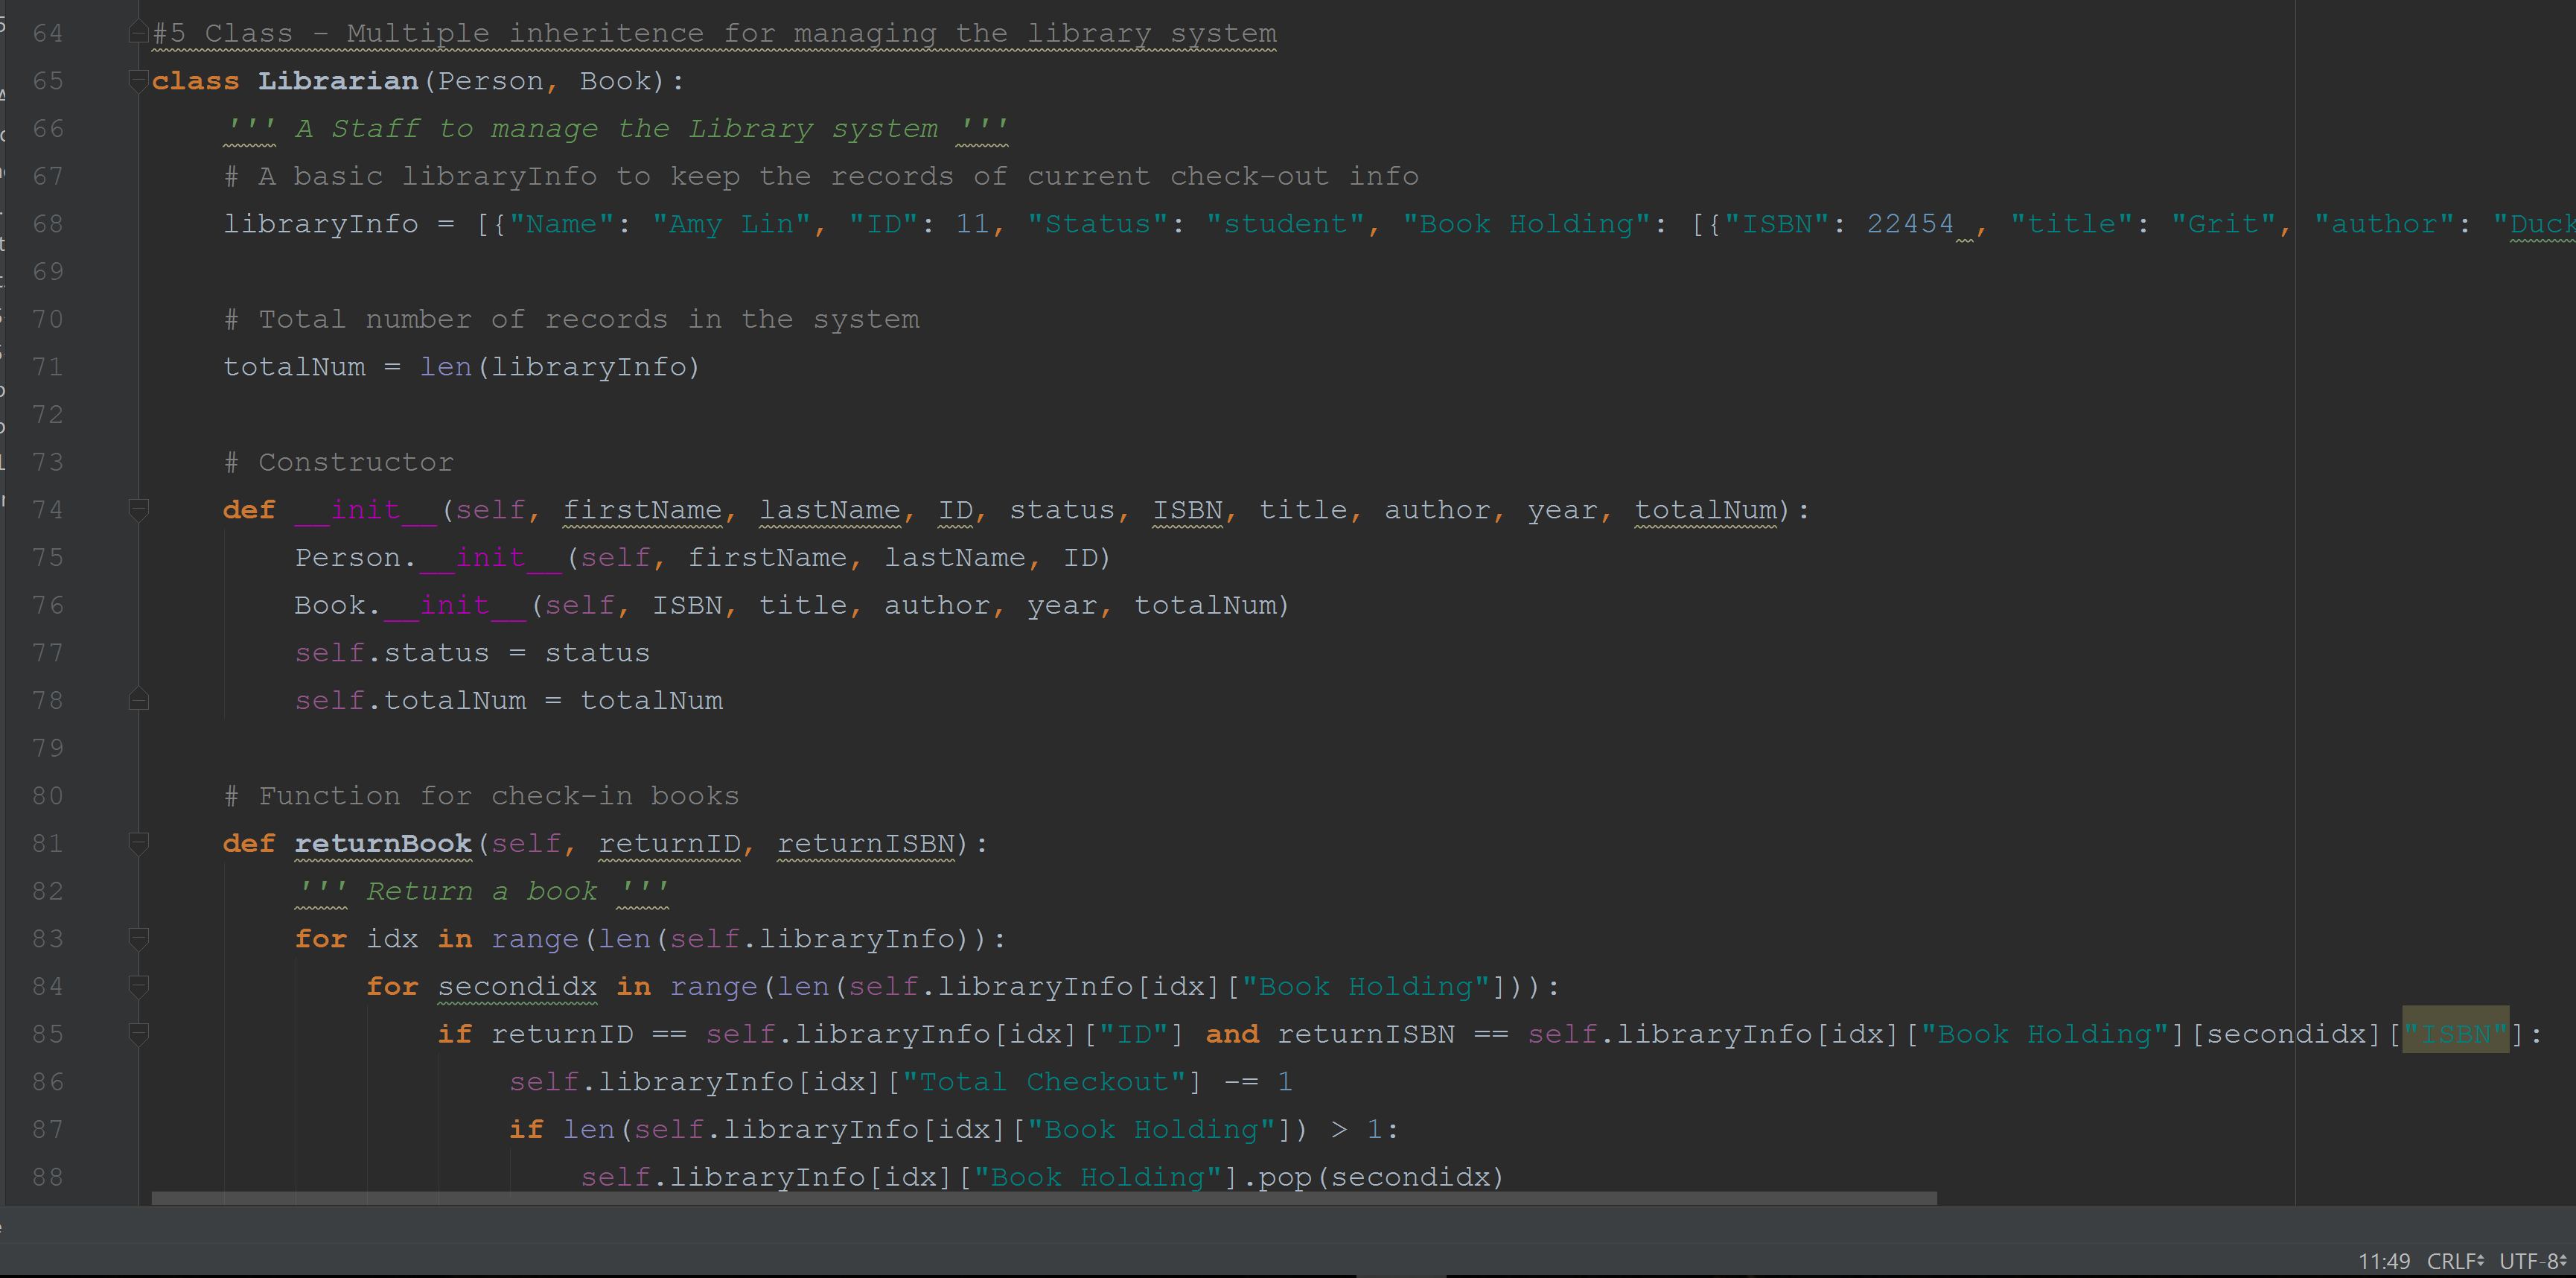 64 #5 Class - Multiple inheritence for managing the library system
65 class Librarian(Person, Book):
66 ''' A Staff to manage the Library system '''
67 # A basic libraryInfo to keep the records of current check-out info
68 libraryInfo = [{"Name": "Amy Lin", "ID": 11, "Status": "student", "Book Holding": [{"ISBN": 22454 , "title": "Grit", "author": "Duck
69
70 # Total number of records in the system
71 totalNum = len(libraryInfo)
72
73 # Constructor
74 def __init__(self, firstName, lastName, ID, status, ISBN, title, author, year, totalNum):
75 Person.__init__(self, firstName, lastName, ID)
76 Book.__init__(self, ISBN, title, author, year, totalNum)
77 self.status = status
78 self.totalNum = totalNum
79
80 # Function for check-in books
81 def returnBook(self, returnID, returnISBN):
82 ''' Return a book '''
83 for idx in range(len(self.libraryInfo)):
84 for secondidx in range(len(self.libraryInfo[idx]["Book Holding"])):
85 if returnID == self.libraryInfo[idx]["ID"] and returnISBN == self.libraryInfo[idx]["Book Holding"][secondidx]["ISBN"]:
86 self.libraryInfo[idx]["Total Checkout"] -= 1
87 if len(self.libraryInfo[idx]["Book Holding"]) > 1:
88 self.libraryInfo[idx]["Book Holding"].pop(secondidx)
11:49 CRLF UTF-8